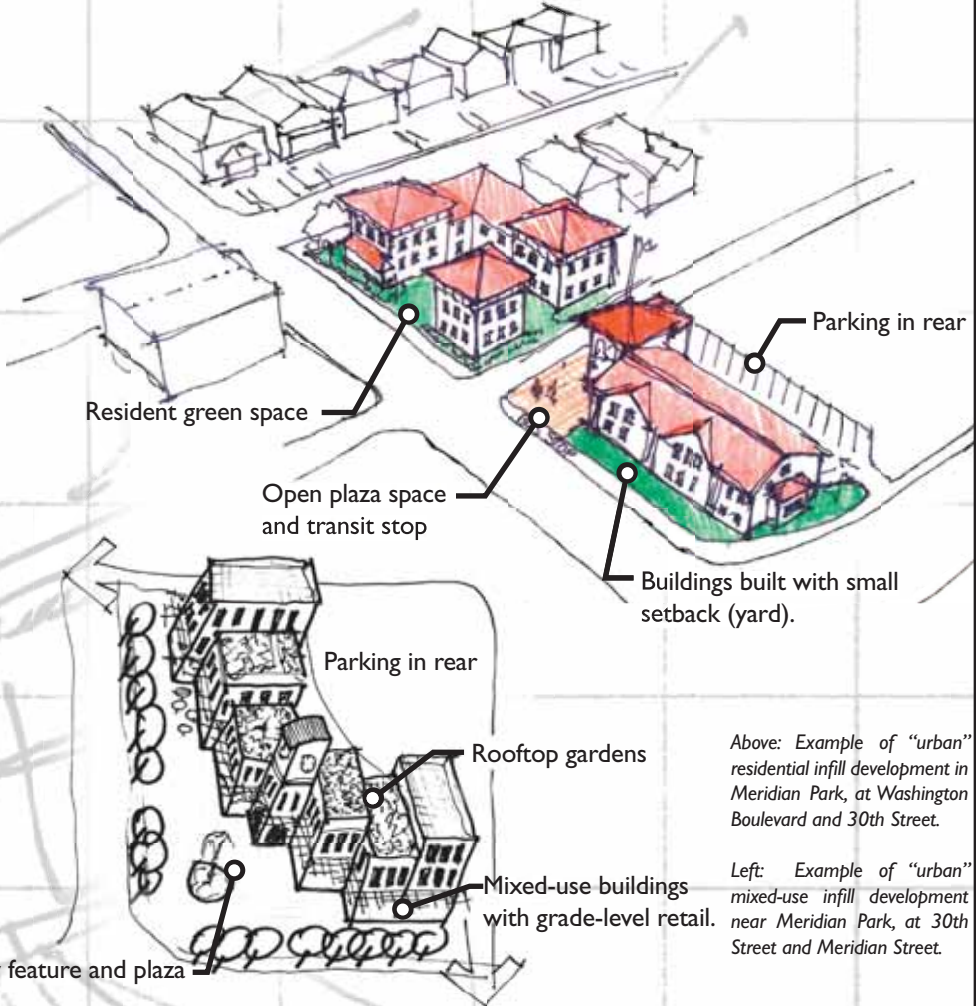 Parking in rear
Resident green space
Open plaza space
and transit stop
Buildings built with small
setback (yard).
Parking in rear
Rooftop gardens
Mixed-use buildings
with grade-level retail.
feature and plaza
Above: Example of “urban”
residential infill development in
Meridian Park, at Washington
Boulevard and 30th Street.
Left: Example of “urban”
mixed-use infill development
near Meridian Park, at 30th
Street and Meridian Street.